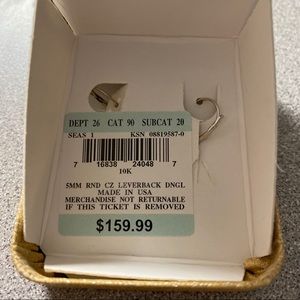 DEPT 26 CAT 90 SUBCAT 20
SEAS 1 KSN 08819587-0
7 16838 24048 7
10K
5MM RND CZ LEVERBACK DNGL
MADE IN USA
MERCHANDISE NOT RETURNABLE
IF THIS TICKET IS REMOVED
$159.99